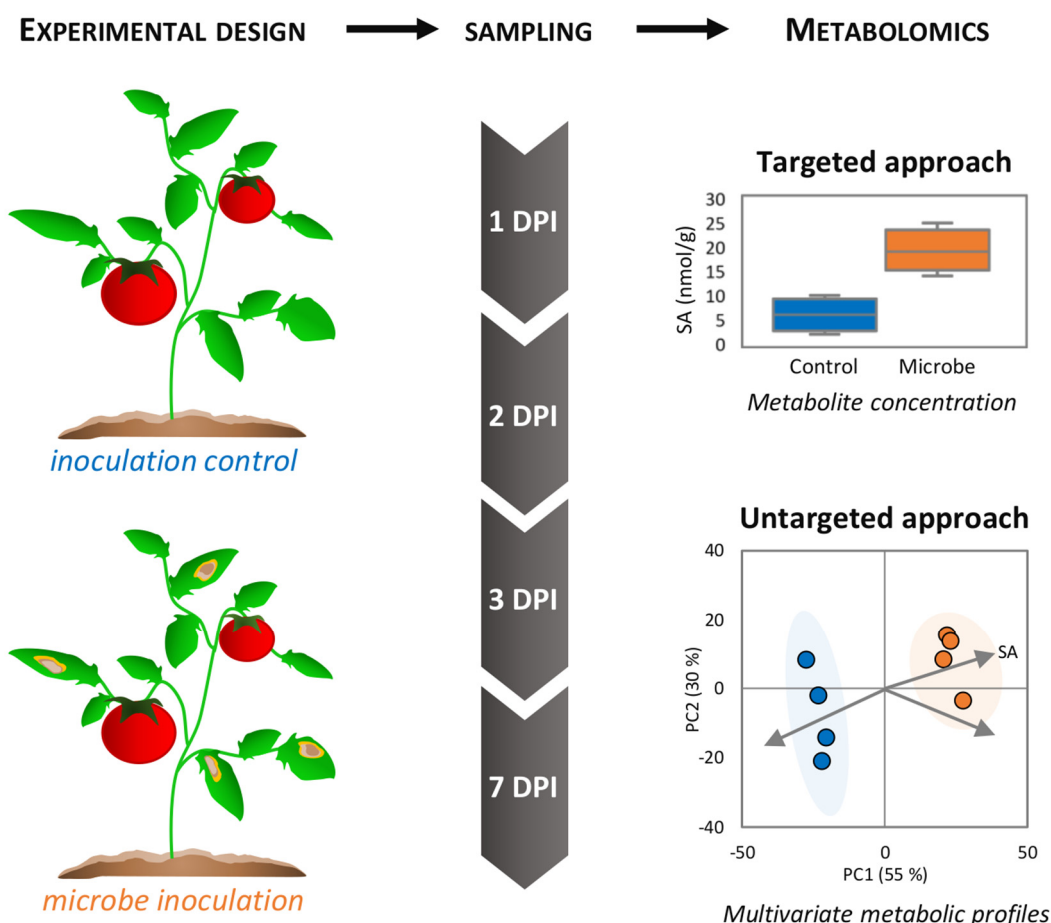 EXPERIMENTAL DESIGN
SAMPLING
METABOLOMICS
inoculation control
microbe inoculation
1 DPI
2 DPI
3 DPI
7 DPI
Targeted approach
SA (nmol/g)
30
25
20
15
10
5
0
Control
Microbe
Metabolite concentration
Untargeted approach
PC2 (30 %)
40
20
0
-20
-40
SA
-50
0
50
PC1 (55 %)
Multivariate metabolic profiles